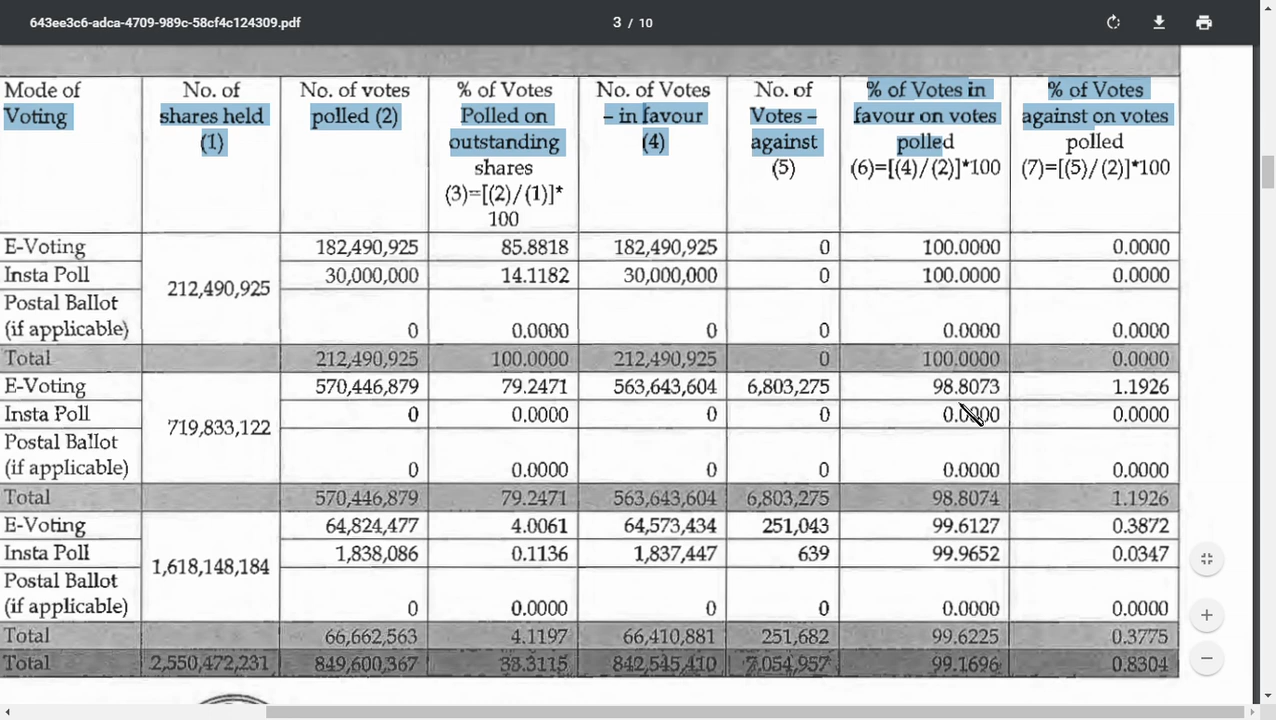 643ee3c6-adca-4709-989c-58cf4c124309.pdf
3 / 10
Mode of Voting | No. of shares held (1) | No. of votes polled (2) | % of Votes Polled on outstanding shares (3)=[(2)/(1)]* 100 | No. of Votes – in favour (4) | No. of Votes – against (5) | % of Votes in favour on votes polled (6)=[(4)/(2)]*100 | % of Votes against on votes polled (7)=[(5)/(2)]*100
E-Voting | 212,490,925 | 182,490,925 | 85.8818 | 182,490,925 | 0 | 100.0000 | 0.0000
Insta Poll | 30,000,000 | 14.1182 | 30,000,000 | 0 | 100.0000 | 0.0000
Postal Ballot (if applicable) | 0 | 0.0000 | 0 | 0 | 0.0000 | 0.0000
Total | 212,490,925 | 100.0000 | 212,490,925 | 0 | 100.0000 | 0.0000
E-Voting | 719,833,122 | 570,446,879 | 79.2471 | 563,643,604 | 6,803,275 | 98.8073 | 1.1926
Insta Poll | 0 | 0.0000 | 0 | 0 | 0.0000 | 0.0000
Postal Ballot (if applicable) | 0 | 0.0000 | 0 | 0 | 0.0000 | 0.0000
Total | 570,446,879 | 79.2471 | 563,643,604 | 6,803,275 | 98.8074 | 1.1926
E-Voting | 1,618,148,184 | 64,824,477 | 4.0061 | 64,573,434 | 251,043 | 99.6127 | 0.3872
Insta Poll | 1,838,086 | 0.1136 | 1,837,447 | 639 | 99.9652 | 0.0347
Postal Ballot (if applicable) | 0 | 0.0000 | 0 | 0 | 0.0000 | 0.0000
Total | 66,662,563 | 4.1197 | 66,410,881 | 251,682 | 99.6225 | 0.3775
Total | 2,550,472,231 | 849,600,367 | 33.3115 | 842,545,410 | 7,054,957 | 99.1696 | 0.8304